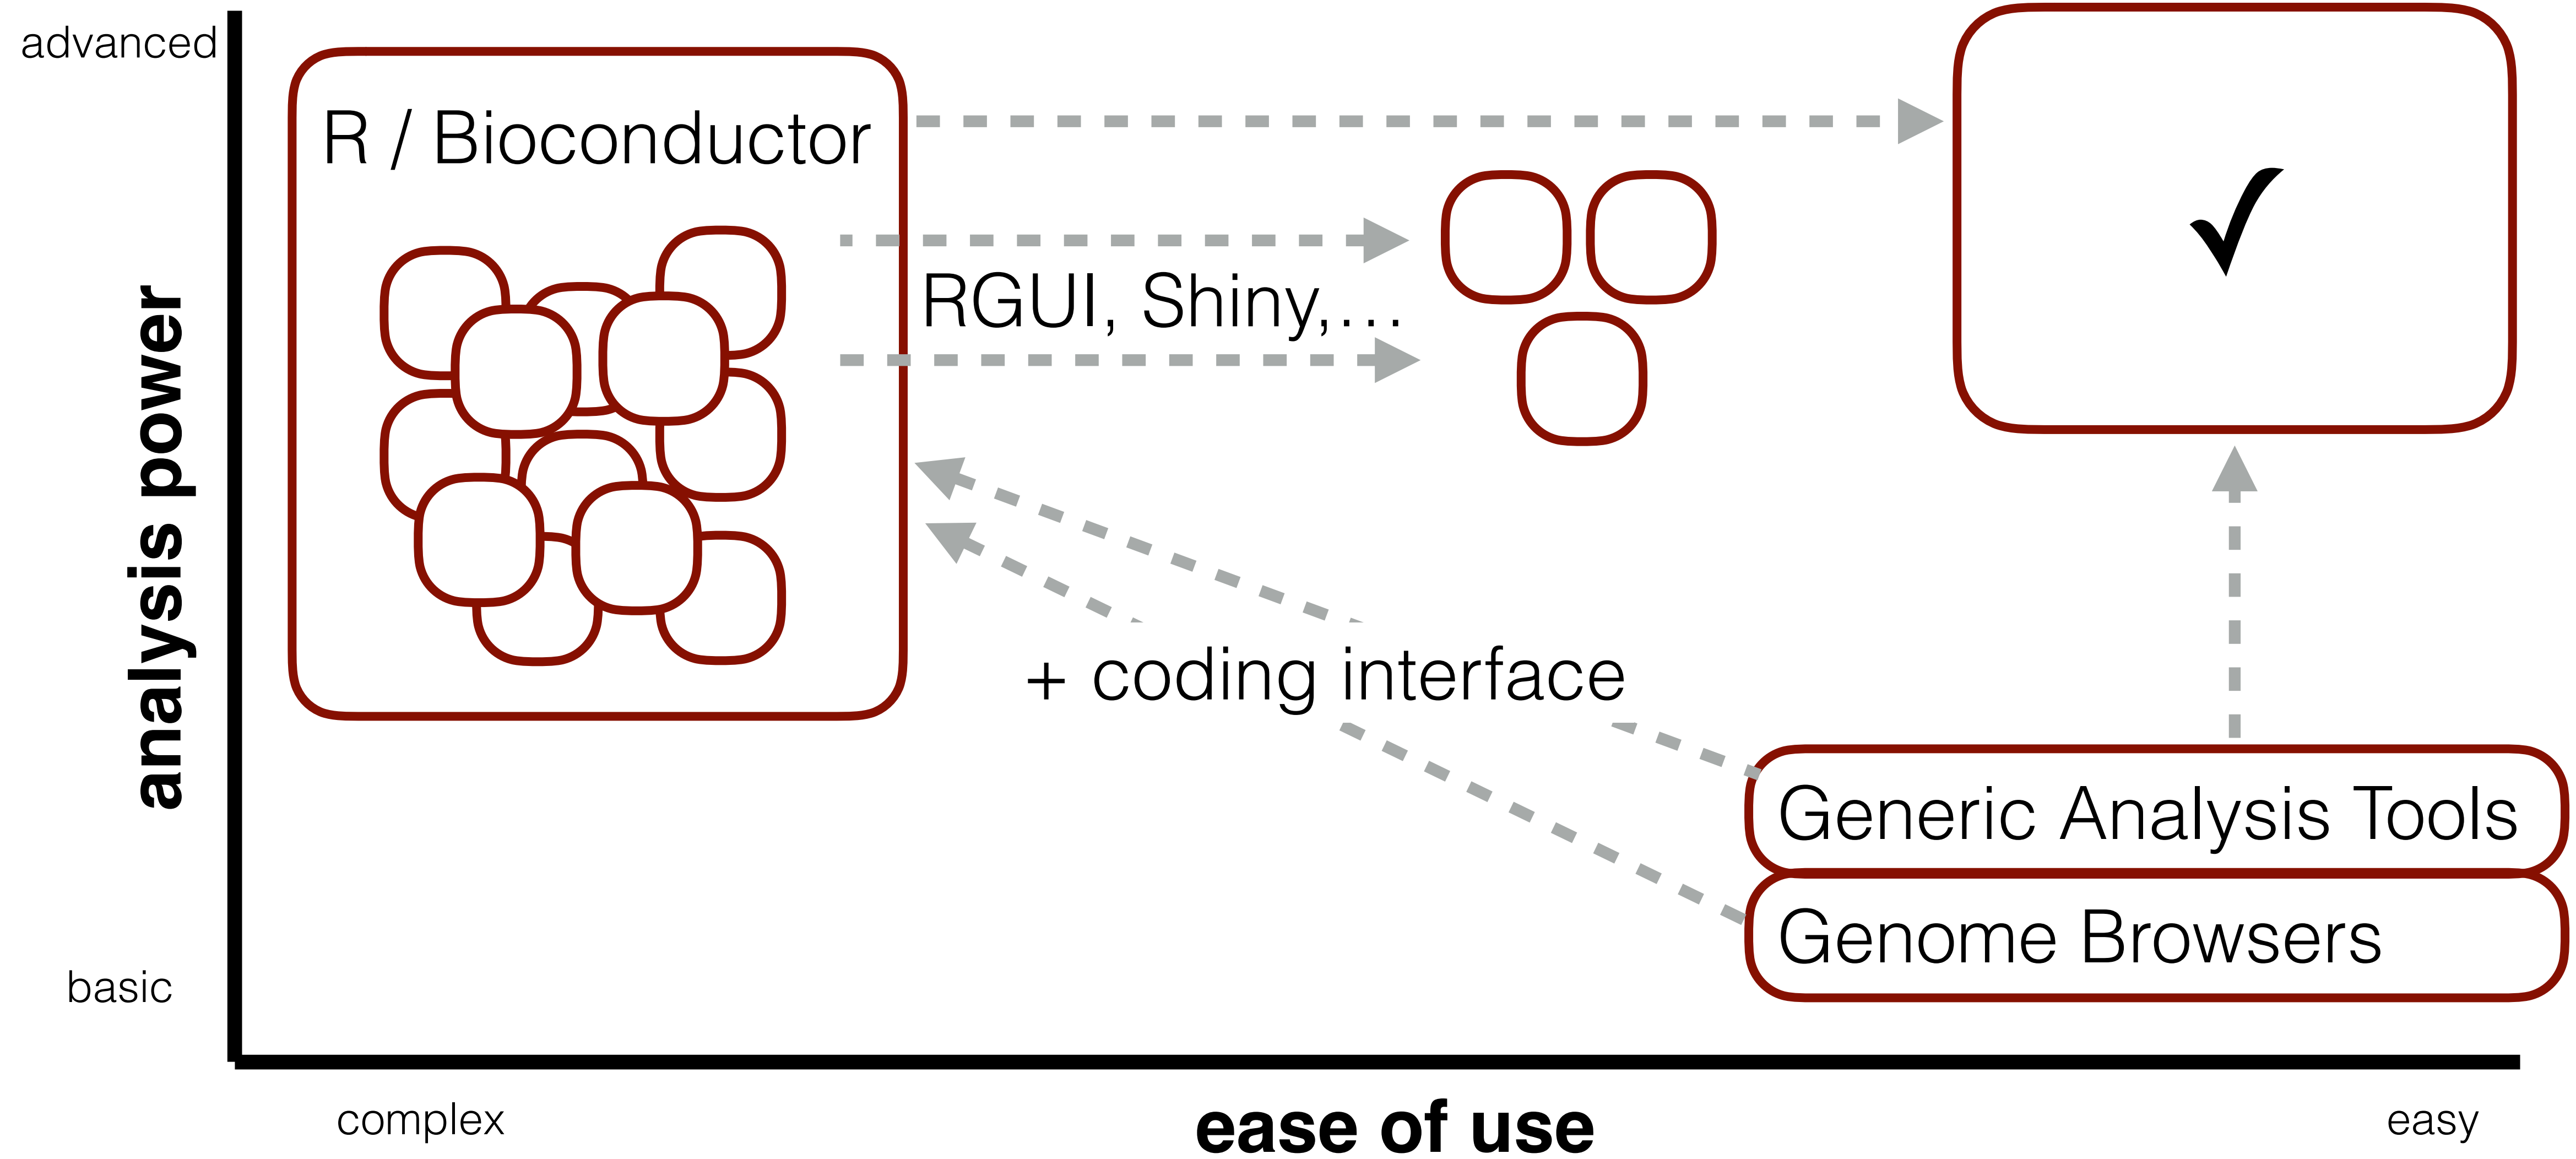 advanced
R / Bioconductor
RGUI, Shiny,...
analysis power
+ coding interface
Generic Analysis Tools
Genome Browsers
basic
complex
ease of use
easy